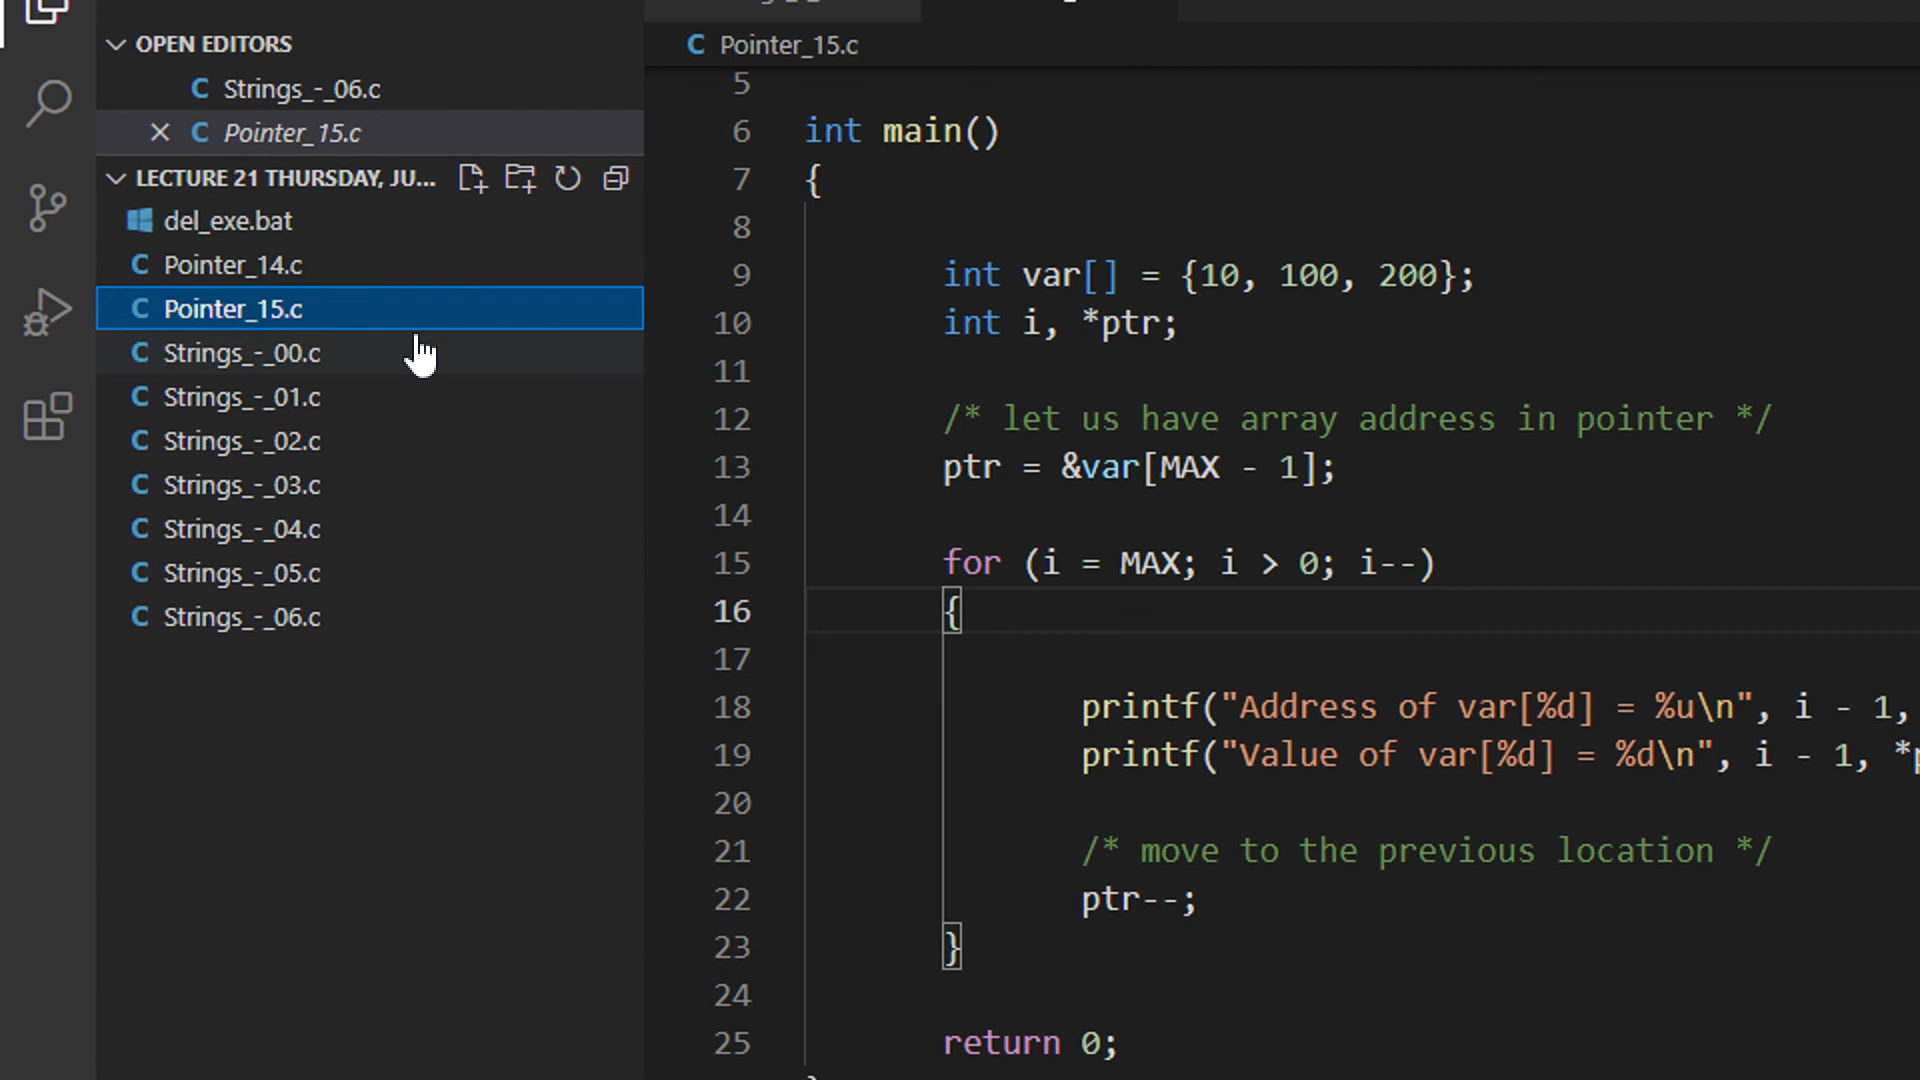 OPEN EDITORS
C Strings_-_06.c
C Pointer_15.c
LECTURE 21 THURSDAY, JU...
del_exe.bat
C Pointer_14.c
C Pointer_15.c
C Strings_-_00.c
C Strings_-_01.c
C Strings_-_02.c
C Strings_-_03.c
C Strings_-_04.c
C Strings_-_05.c
C Strings_-_06.c
C Pointer_15.c
5
6 int main()
7 {
8
9 int var[] = {10, 100, 200};
10 int i, *ptr;
11
12 /* let us have array address in pointer */
13 ptr = &var[MAX - 1];
14
15 for (i = MAX; i > 0; i--)
16 {
17
18 printf("Address of var[%d] = %u\n", i - 1,
19 printf("Value of var[%d] = %d\n", i - 1, *
20
21 /* move to the previous location */
22 ptr--;
23 }
24
25 return 0;